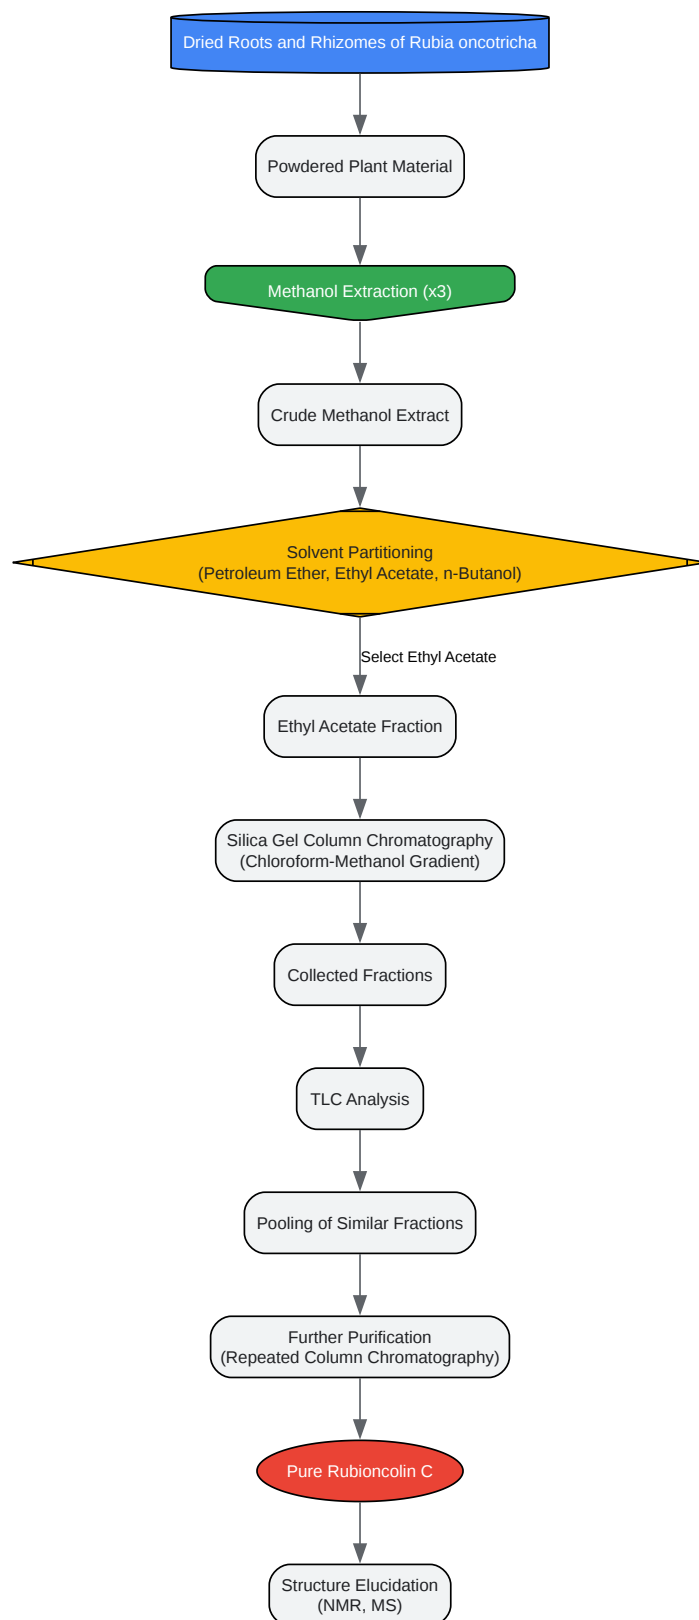 Dried Roots and Rhizomes of Rubia oncotricha
Powdered Plant Material
Methanol Extraction (x3)
Crude Methanol Extract
Solvent Partitioning
(Petroleum Ether, Ethyl Acetate, n-Butanol)
Select Ethyl Acetate
Ethyl Acetate Fraction
Silica Gel Column Chromatography
(Chloroform-Methanol Gradient)
Collected Fractions
TLC Analysis
Pooling of Similar Fractions
Further Purification
(Repeated Column Chromatography)
Pure Rubioncolin C
Structure Elucidation
(NMR, MS)